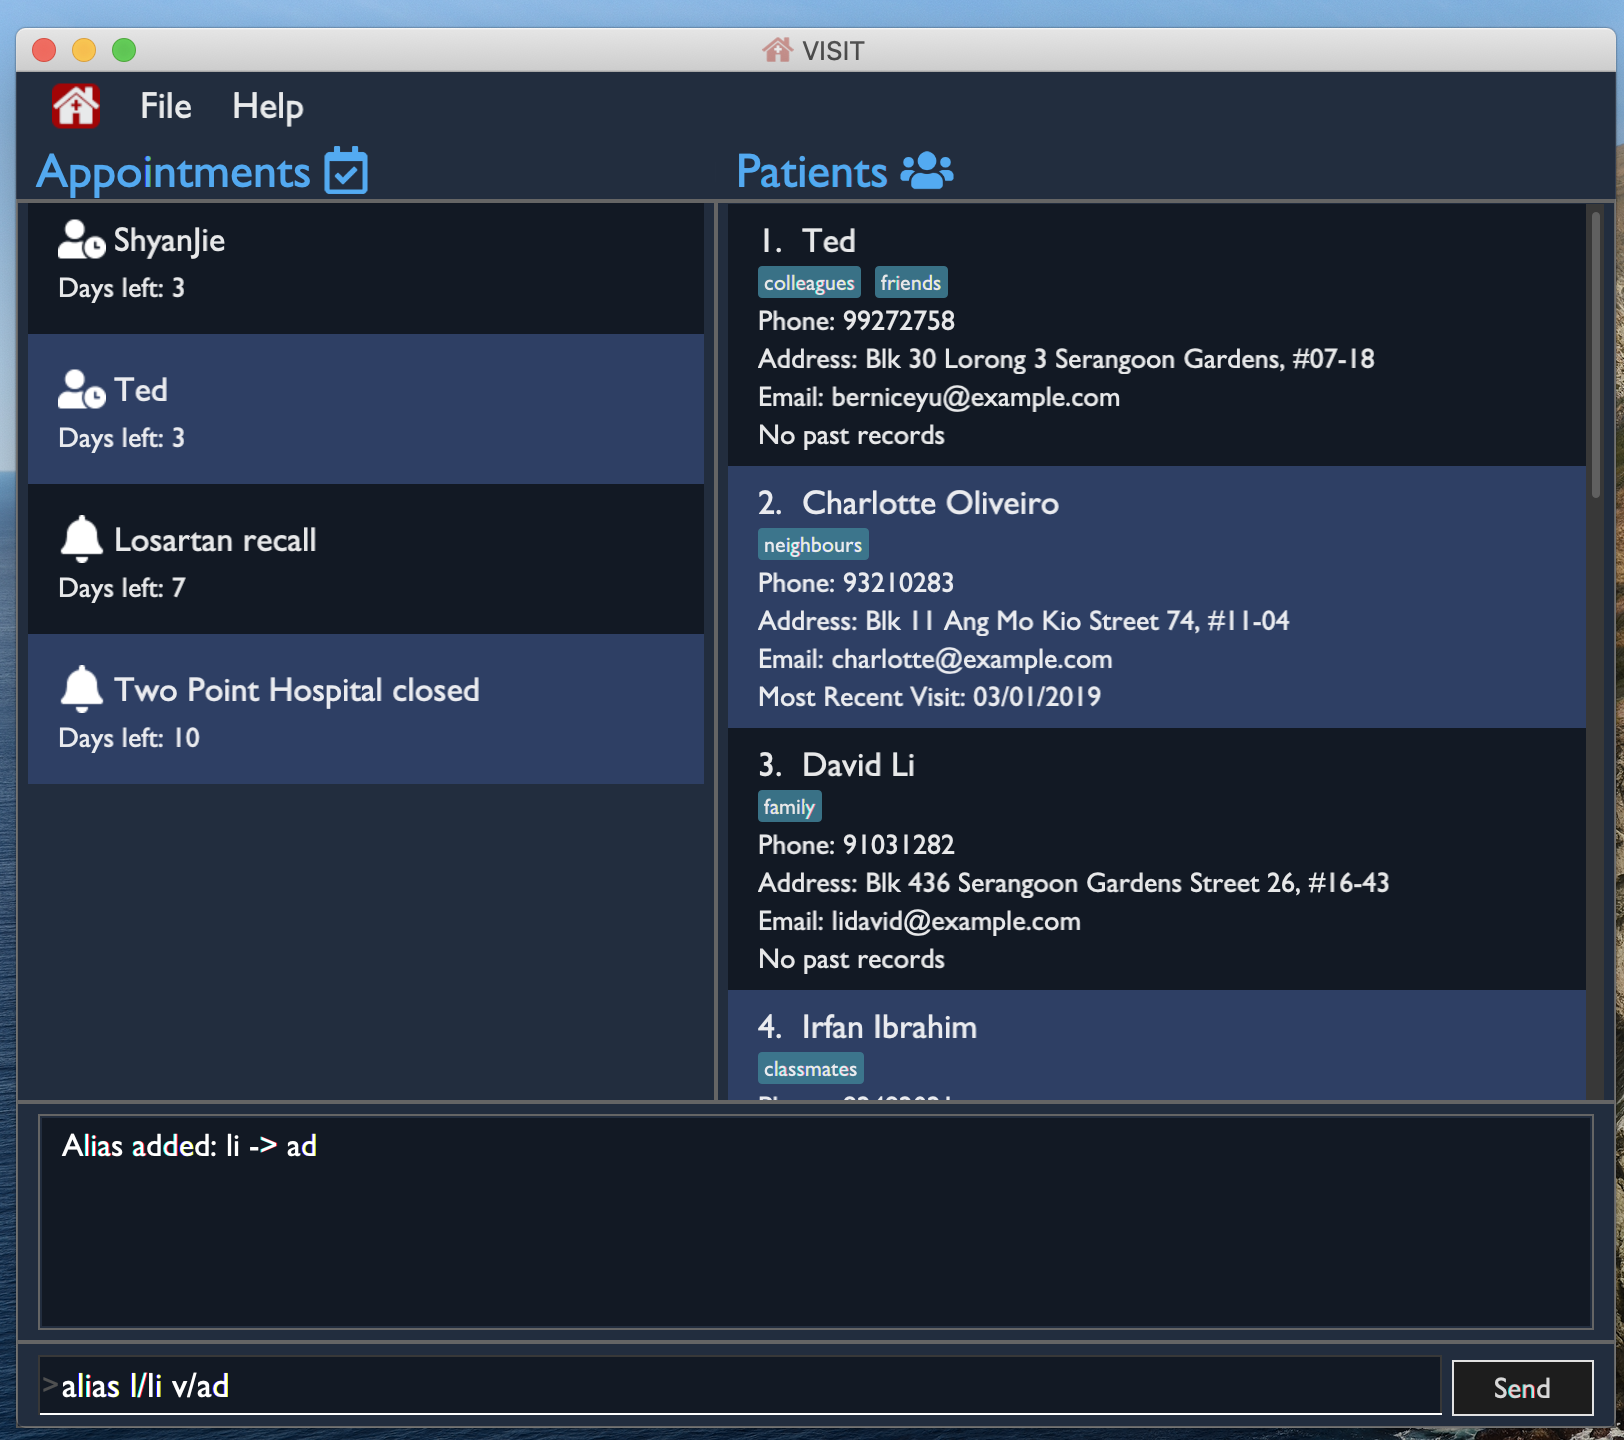 VISIT
File Help
Appointments
ShyanJie
Days left: 3
Ted
Days left: 3
Losartan recall
Days left: 7
Two Point Hospital closed
Days left: 10
Patients
1. Ted
colleagues friends
Phone: 99272758
Address: Blk 30 Lorong 3 Serangoon Gardens, #07-18
Email: berniceyu@example.com
No past records
2. Charlotte Oliveiro
neighbours
Phone: 93210283
Address: Blk 11 Ang Mo Kio Street 74, #11-04
Email: charlotte@example.com
Most Recent Visit: 03/01/2019
3. David Li
family
Phone: 91031282
Address: Blk 436 Serangoon Gardens Street 26, #16-43
Email: lidavid@example.com
No past records
4. Irfan Ibrahim
classmates
Alias added: li -> ad
>alias l/li v/ad
Send